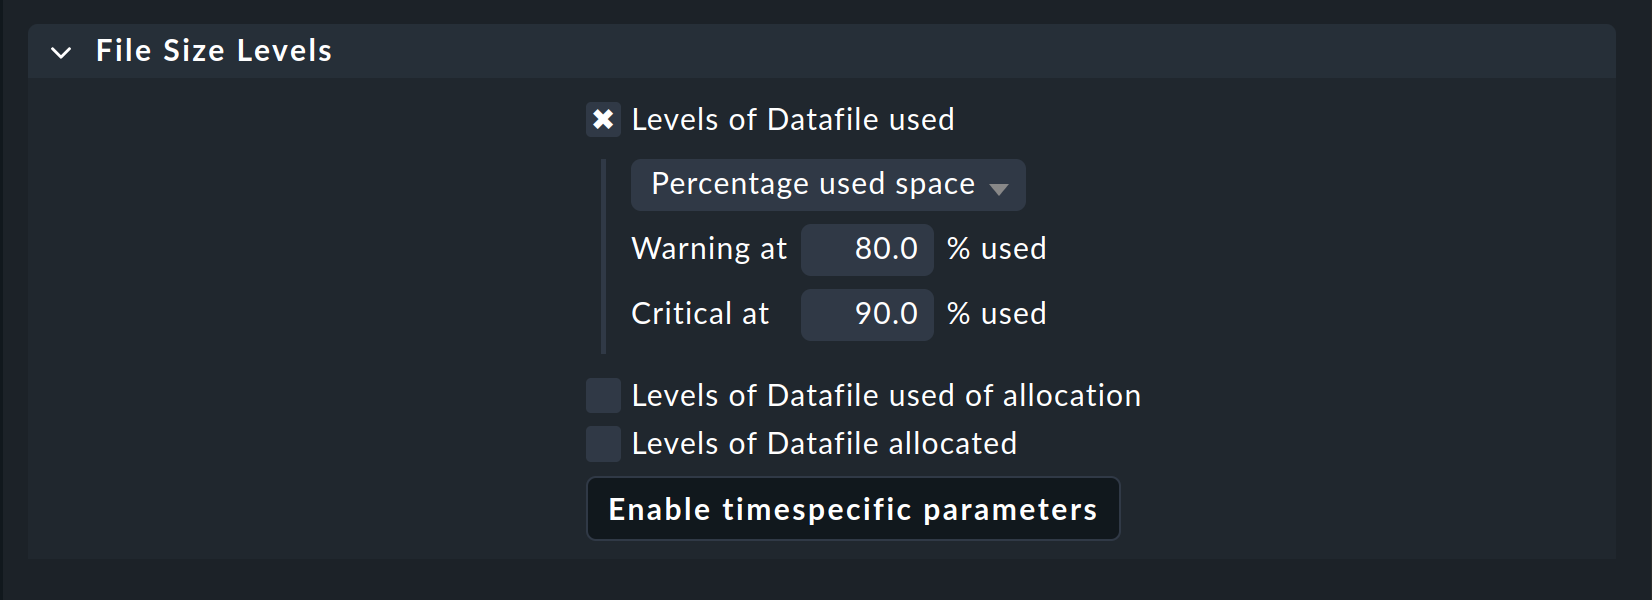 File Size Levels
Levels of Datafile used
Percentage used space
Warning at 80.0 % used
Critical at 90.0 % used
Levels of Datafile used of allocation
Levels of Datafile allocated
Enable timespecific parameters